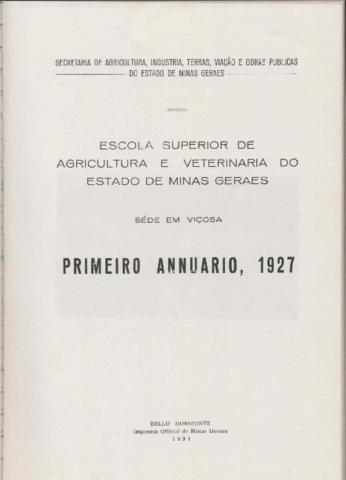 SECRETARIA DE AGRICULTURA, INDUSTRIA, TERRAS, VIAÇÃO E OBRAS PUBLICAS
DO ESTADO DE MINAS GERAES
ESCOLA SUPERIOR DE
AGRICULTURA E VETERINARIA DO
ESTADO DE MINAS GERAES
SÉDE EM VIÇOSA
PRIMEIRO ANNUARIO, 1927
BELLO HORIZONTE
Imprensa Official de Minas Geraes
1931